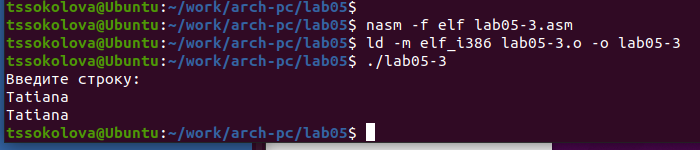 tssokolova@Ubuntu:~/work/arch-pc/lab05$
tssokolova@Ubuntu:~/work/arch-pc/lab05$ nasm -f elf lab05-3.asm
tssokolova@Ubuntu:~/work/arch-pc/lab05$ ld -m elf_i386 lab05-3.o -o lab05-3
tssokolova@Ubuntu:~/work/arch-pc/lab05$ ./lab05-3
Введите строку:
Tatiana
Tatiana
tssokolova@Ubuntu:~/work/arch-pc/lab05$